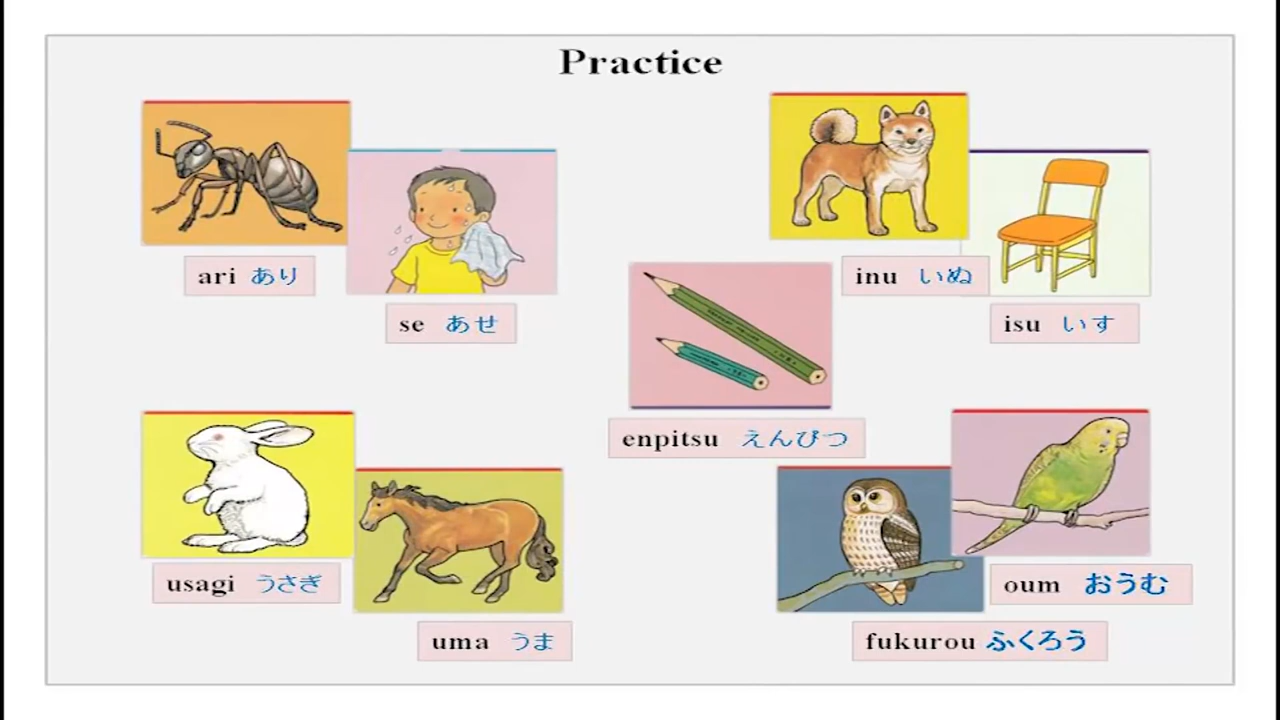 Practice
ari あり
se あせ
inu いぬ
isu いす
enpitsu えんぴつ
usagi うさぎ
uma うま
oum おうむ
fukurou ふくろう